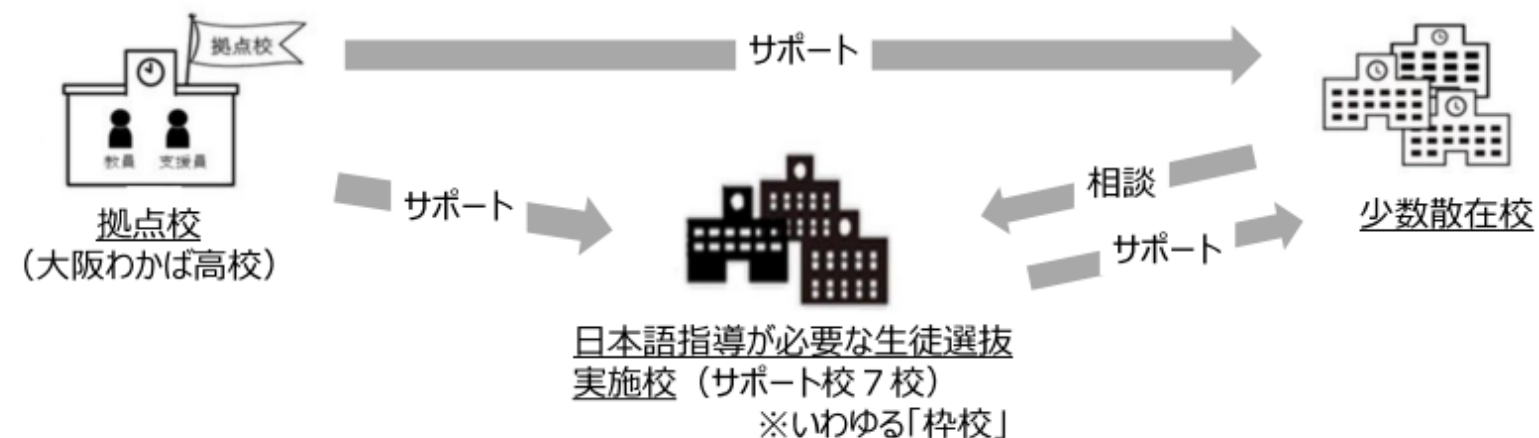 拠点校
サポート
教員 支援員
拠点校
（大阪わかば高校）
サポート
相談
サポート
少数散在校
日本語指導が必要な生徒選抜
実施校（サポート校７校）
※いわゆる「枠校」